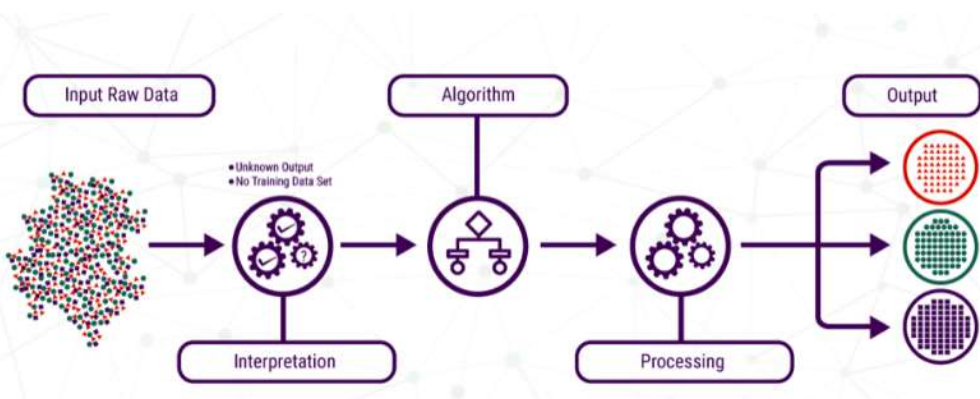 Input Raw Data
Algorithm
Output
• Unknown Output
• No Training Data Set
?
Interpretation
Processing